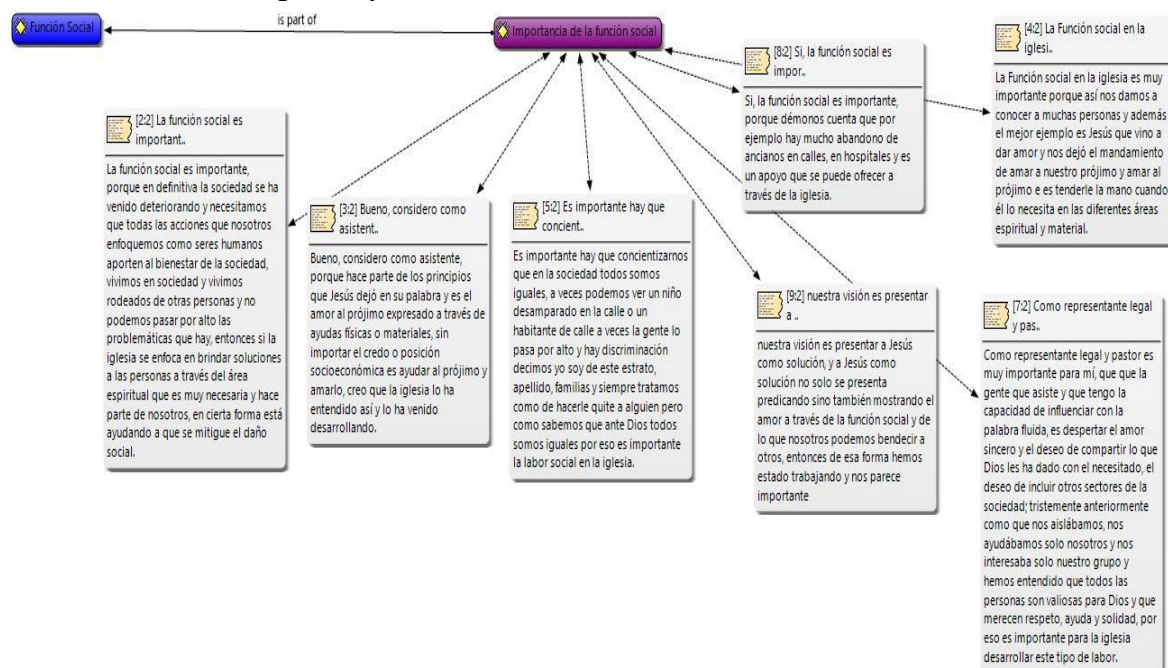 Función Social
is part of
Importancia de la función social
[2:2] La función social es
important..
La función social es importante,
porque en definitiva la sociedad se ha
venido deteriorando y necesitamos
que todas las acciones que nosotros
enfoquemos como seres humanos
aporten al bienestar de la sociedad,
vivimos en sociedad y vivimos
rodeados de otras personas y no
podemos pasar por alto las
problemáticas que hay, entonces si la
iglesia se enfoca en brindar soluciones
a las personas a través del área
espiritual que es muy necesaria y hace
parte de nosotros, en cierta forma está
ayudando a que se mitigue el daño
social.
[3:2] Bueno, considero como
asistent..
Bueno, considero como asistente,
porque hace parte de los principios
que Jesús dejó en su palabra y es el
amor al prójimo expresado a través de
ayudas físicas o materiales, sin
importar el credo o posición
socioeconómica es ayudar al prójimo y
amarlo, creo que la iglesia lo ha
entendido así y lo ha venido
desarrollando.
[5:2] Es importante hay que
concient..
Es importante hay que concientizarnos
que en la sociedad todos somos
iguales, a veces podemos ver un niño
desamparado en la calle o un
habitante de calle a veces la gente lo
pasa por alto y hay discriminación
decimos yo soy de este estrato,
apellido, familias y siempre tratamos
como de hacerle quite a alguien pero
como sabemos que ante Dios todos
somos iguales por eso es importante
la labor social en la iglesia.
[8:2] Si, la función social es
impor..
Si, la función social es importante,
porque démonos cuenta que por
ejemplo hay mucho abandono de
ancianos en calles, en hospitales y es
un apoyo que se puede ofrecer a
través de la iglesia.
[4:2] La Función social en la
iglesi..
La Función social en la iglesia es muy
importante porque así nos damos a
conocer a muchas personas y además
el mejor ejemplo es Jesús que vino a
dar amor y nos dejó el mandamiento
de amar a nuestro prójimo y amar al
prójimo e es tenderle la mano cuando
él lo necesita en las diferentes áreas
espiritual y material.
[9:2] nuestra visión es presentar
a ..
nuestra visión es presentar a Jesús
como solución, y a Jesús como
solución no solo se presenta
predicando sino también mostrando el
amor a través de la función social y de
lo que nosotros podemos bendecir a
otros, entonces de esa forma hemos
estado trabajando y nos parece
importante
[7:2] Como representante legal
y pas..
Como representante legal y pastor es
muy importante para mí, que que la
gente que asiste y que tengo la
capacidad de influenciar con la
palabra fluida, es despertar el amor
sincero y el deseo de compartir lo que
Dios les ha dado con el necesitado, el
deseo de incluir otros sectores de la
sociedad; tristemente anteriormente
como que nos aislábamos, nos
ayudábamos solo nosotros y nos
interesaba solo nuestro grupo y
hemos entendido que todos las
personas son valiosas para Dios y que
merecen respeto, ayuda y solidad, por
eso es importante para la iglesia
desarrollar este tipo de labor.